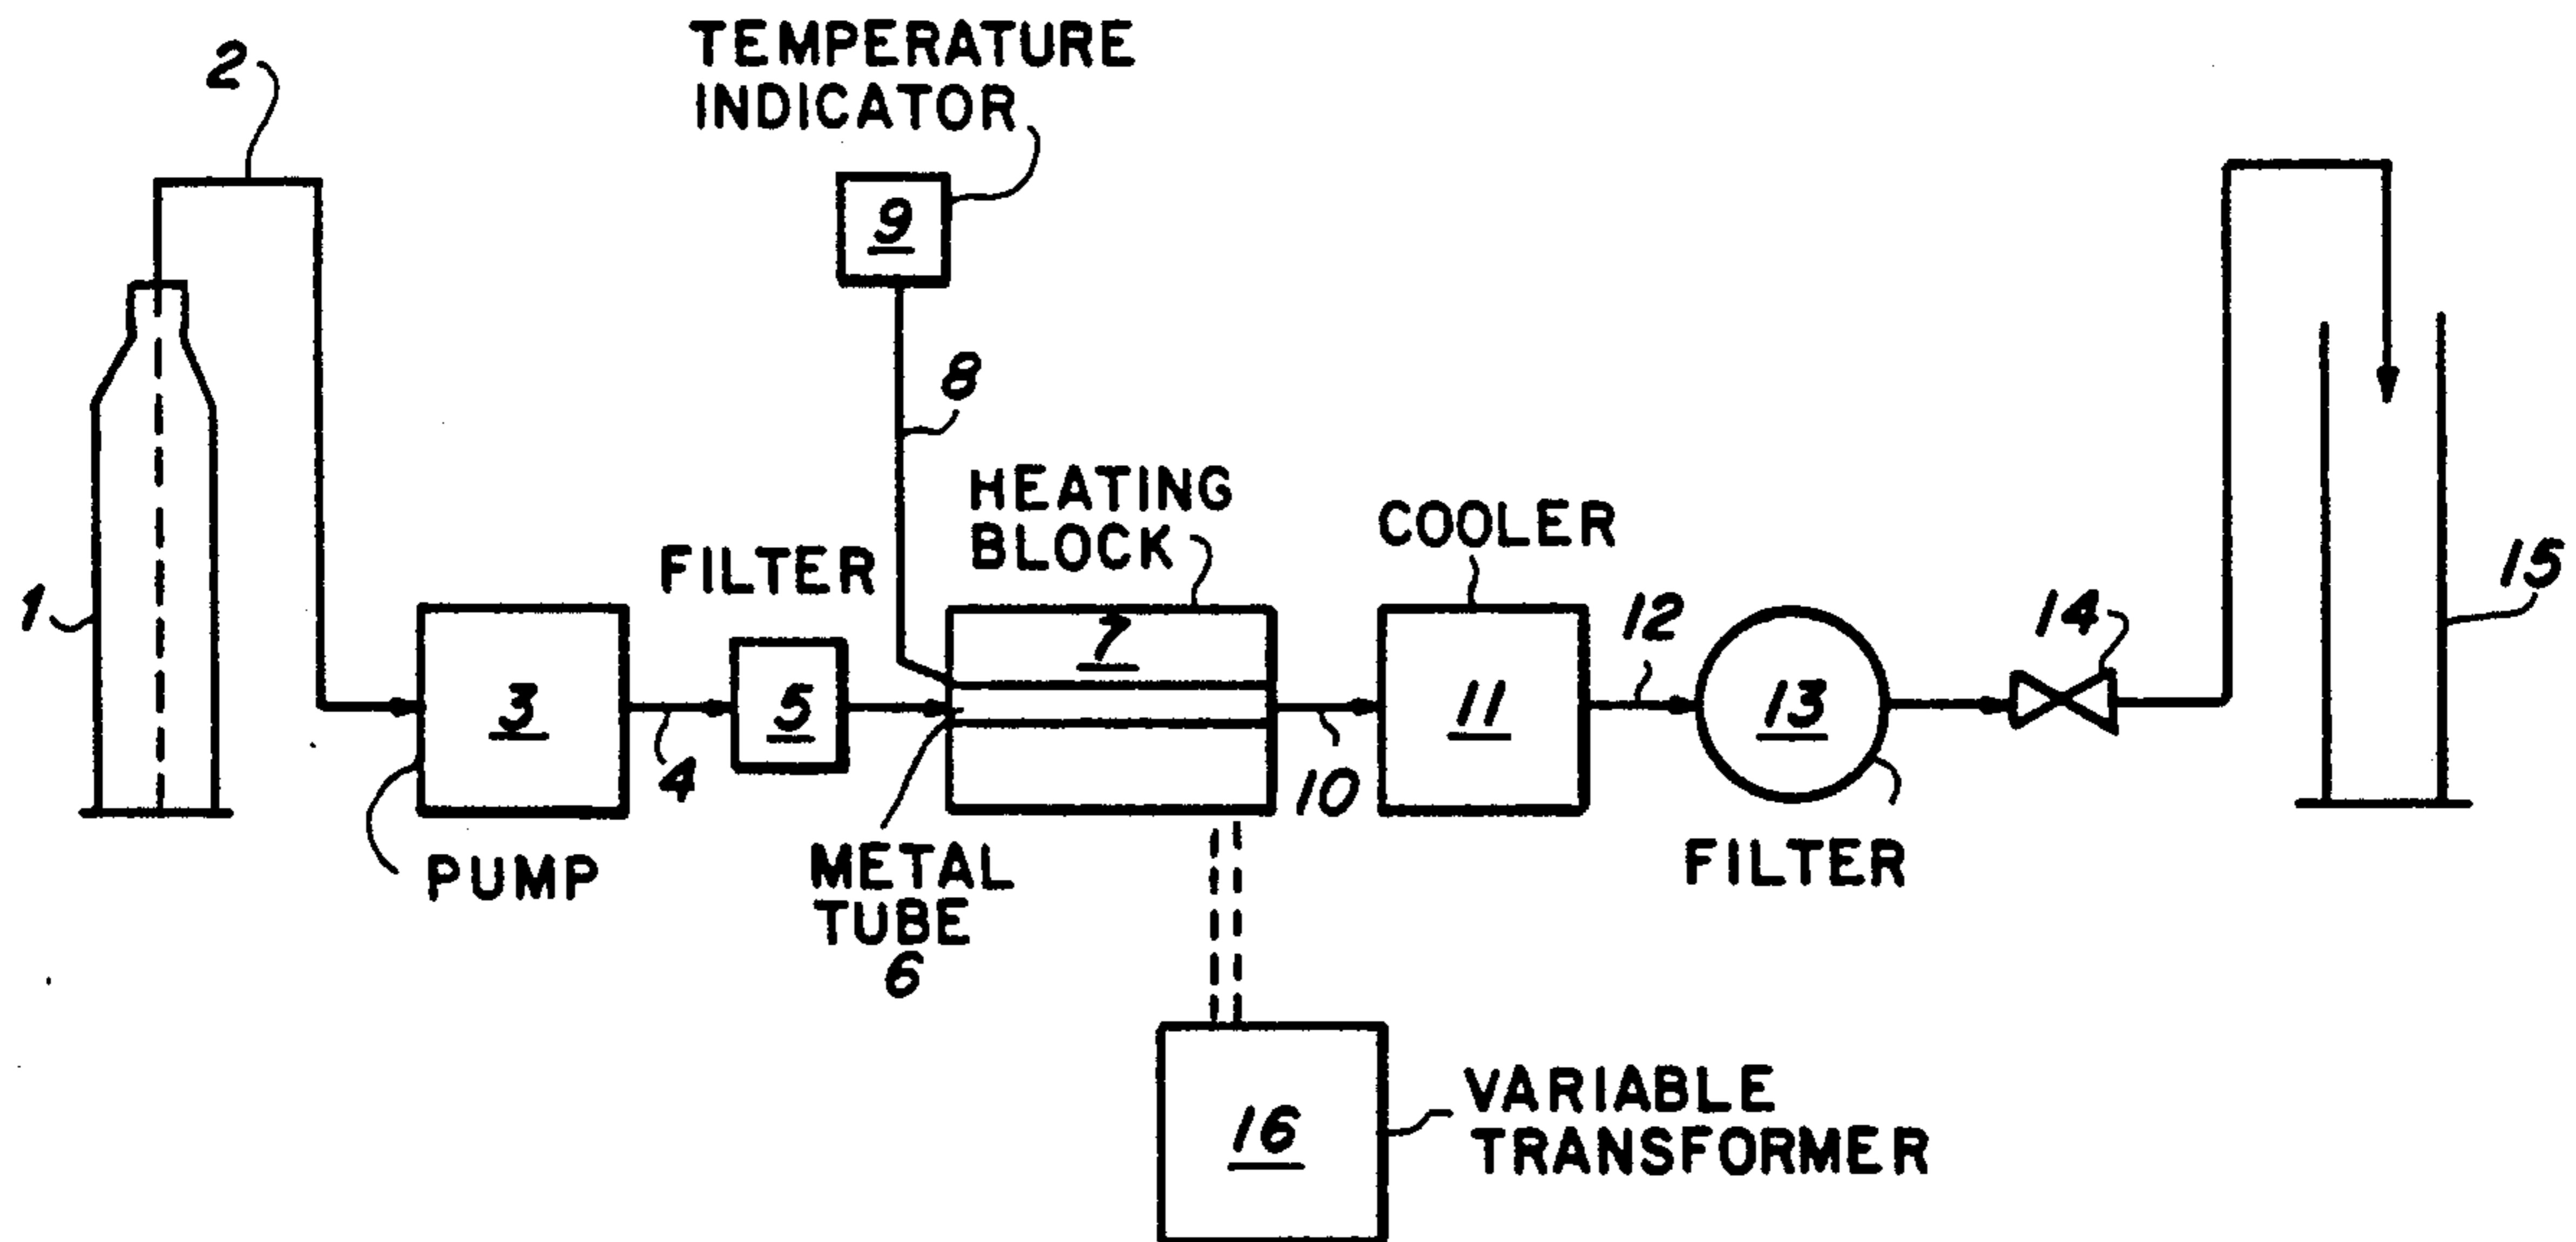 TEMPERATURE
INDICATOR
2
9
8
HEATING
BLOCK
COOLER
FILTER
1
7
12
14
15
3
5
11
13
4
10
PUMP
METAL
TUBE
6
FILTER
16
VARIABLE
TRANSFORMER